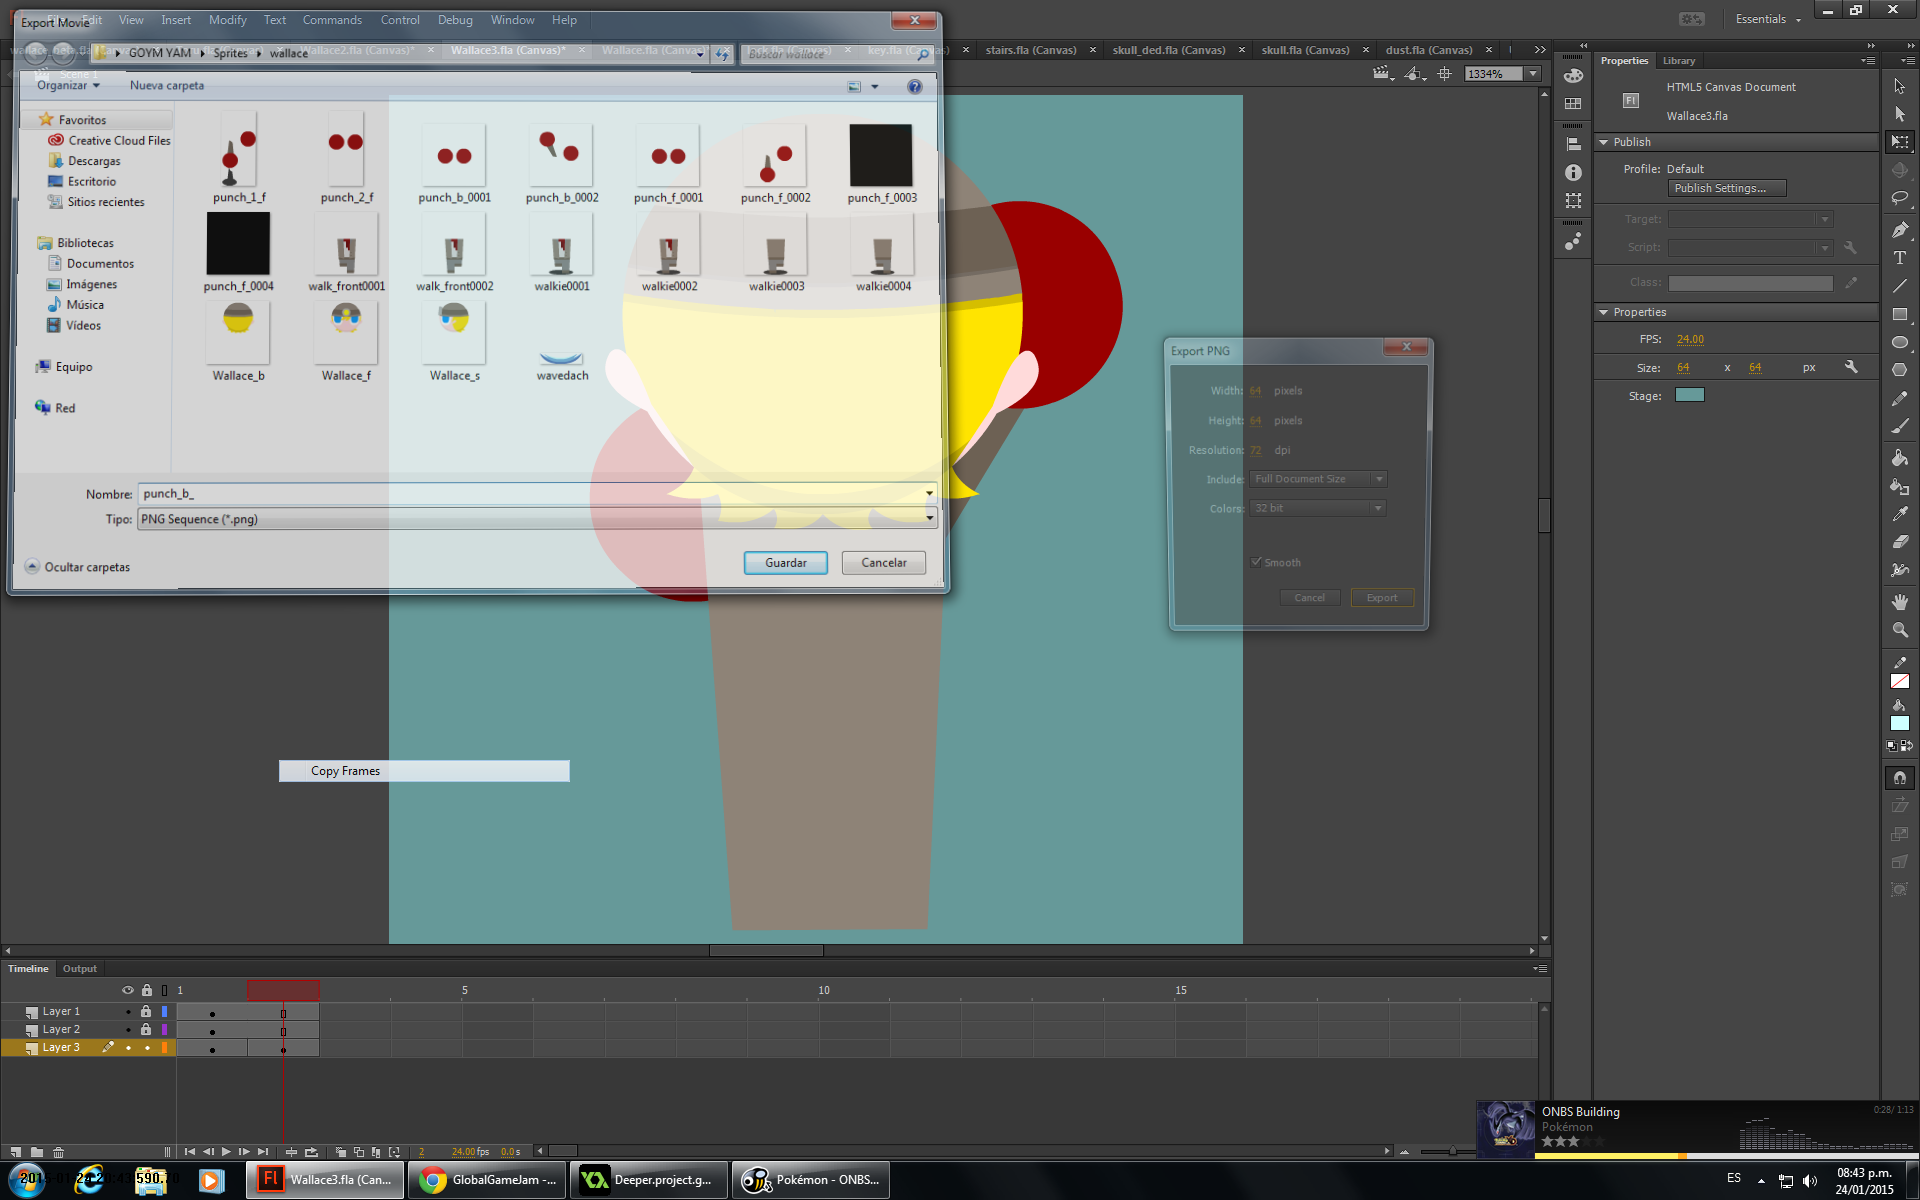 Export Movie
Edit View Insert Modify Text Commands Control Debug Window Help
Essentials
GOYM YAM Sprites wallace
Buscar wallace
Wallace2.fla (Canvas)* Wallace3.fla (Canvas)* Wallace.fla (Canvas) key.fla (Canvas) stairs.fla (Canvas) skull_ded.fla (Canvas) skull.fla (Canvas) dust.fla (Canvas)
Scene 1
1334%
Organizar Nueva carpeta
Favoritos
Creative Cloud Files
Descargas
Escritorio
Sitios recientes
Bibliotecas
Documentos
Imágenes
Música
Vídeos
Equipo
Red
punch_1_f punch_2_f punch_b_0001 punch_b_0002 punch_f_0001 punch_f_0002 punch_f_0003
punch_f_0004 walk_front0001 walk_front0002 walkie0001 walkie0002 walkie0003 walkie0004
Wallace_b Wallace_f Wallace_s wavedach
Nombre: punch_b_
Tipo: PNG Sequence (*.png)
Ocultar carpetas
Guardar Cancelar
Copy Frames
Export PNG
Width: 64 pixels
Height: 64 pixels
Resolution: 72 dpi
Include: Full Document Size
Colors: 32 bit
Smooth
Cancel Export
Properties Library
HTML5 Canvas Document
Fl
Wallace3.fla
Publish
Profile: Default
Publish Settings...
Target:
Script:
Class:
Properties
FPS: 24.00
Size: 64 x 64 px
Stage:
Timeline Output
1 5 10 15
Layer 1
Layer 2
Layer 3
2 24.00 fps 0.0 s
ONBS Building 0:28/ 1:13
Pokémon
Wallace3.fla (Can...
GlobalGameJam -...
Deeper.project.g...
Pokémon - ONBS...
ES
08:43 p.m.
24/01/2015